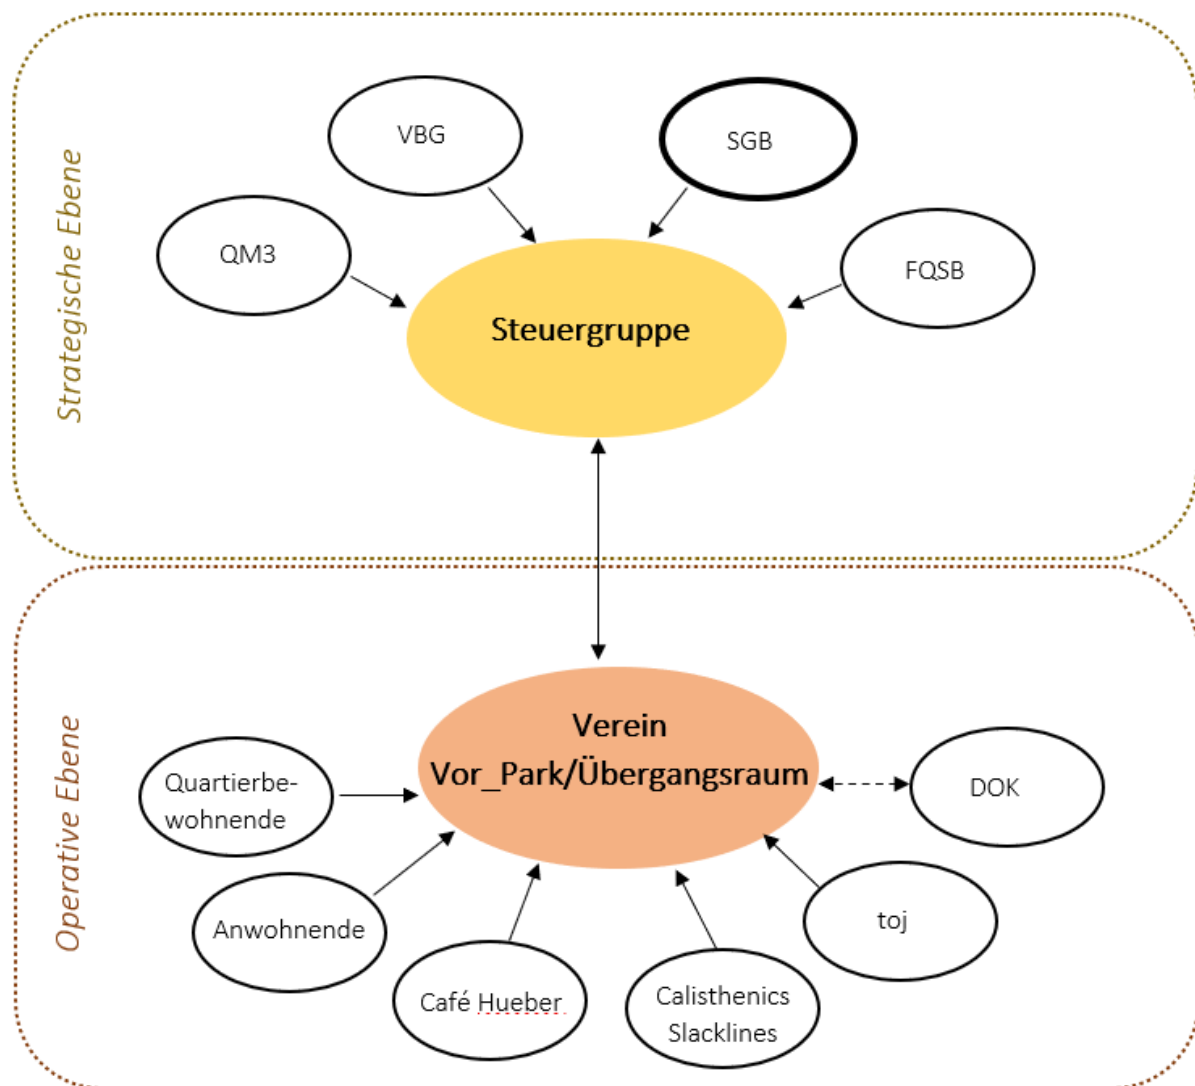 Strategische Ebene
VBG
SGB
QM3
FQSB
Steuergruppe
Operative Ebene
Verein
Vor_Park/Übergangsraum
Quartierbe-
wohnende
DOK
Anwohnende
toj
Café Hueber
Calisthenics
Slacklines